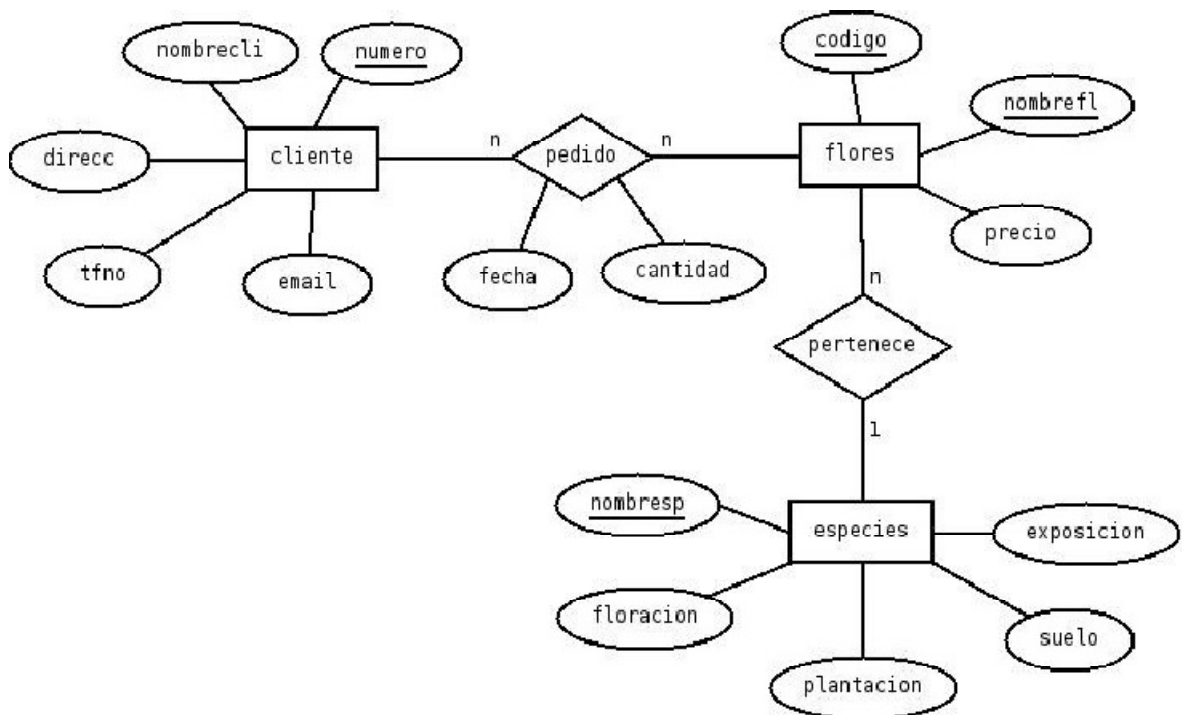 codigo
nombrecli
numero
nombrefl
direcc
cliente
n
pedido
n
flores
precio
tfno
email
fecha
cantidad
n
pertenece
1
nombresp
especies
exposicion
floracion
suelo
plantacion